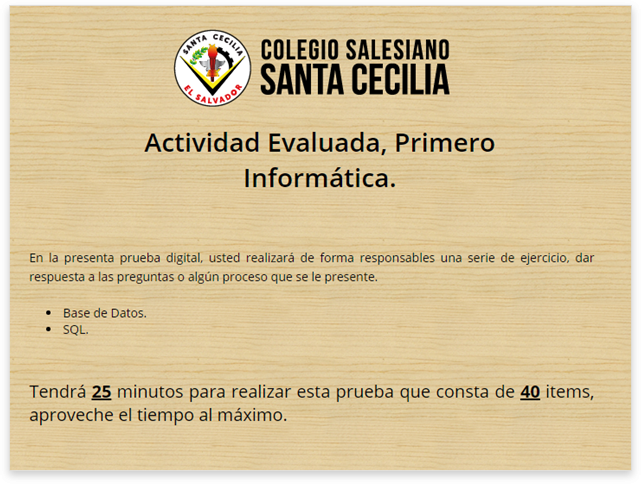 SANTA CECILIA
EL SALVADOR
COLEGIO SALESIANO
SANTA CECILIA
Actividad Evaluada, Primero
Informática.
En la presenta prueba digital, usted realizará de forma responsables una serie de ejercicio, dar
respuesta a las preguntas o algún proceso que se le presente.
• Base de Datos.
• SQL.
Tendrá 25 minutos para realizar esta prueba que consta de 40 items,
aproveche el tiempo al máximo.